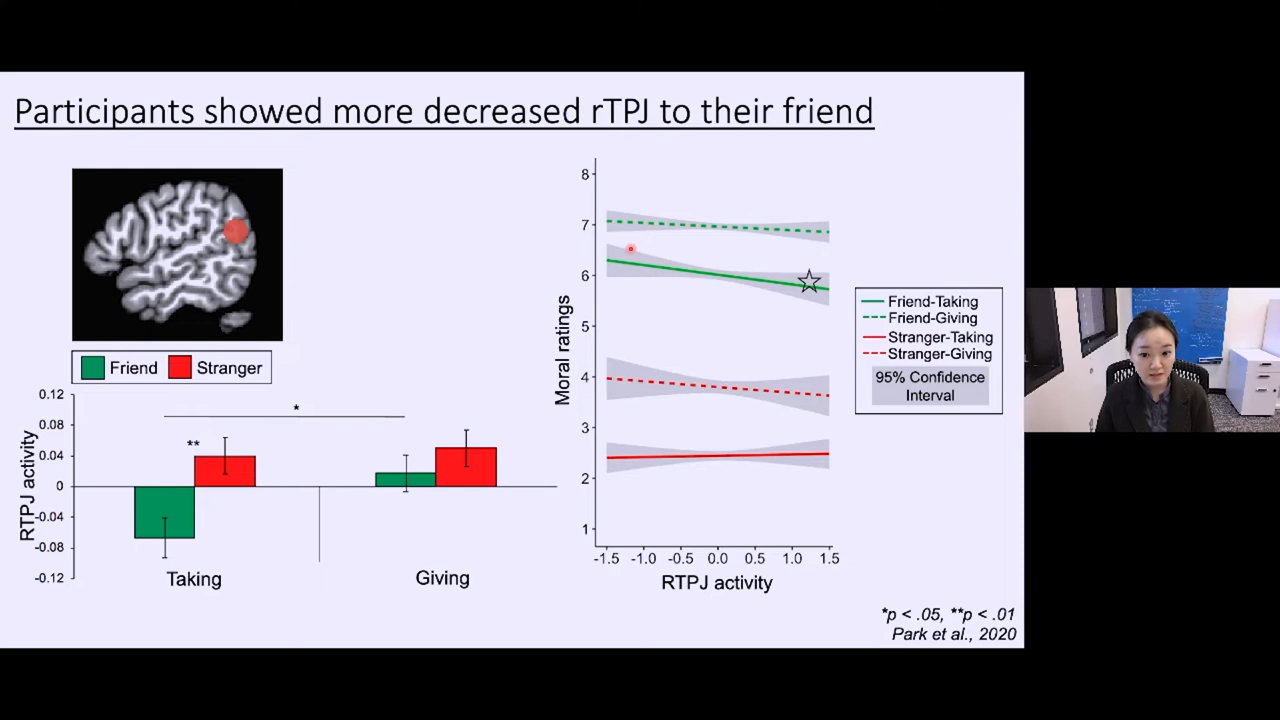 Participants showed more decreased rTPJ to their friend
Friend Stranger
0.12
0.08
0.04
0
-0.04
-0.08
-0.12
RTPJ activity
*
**
Taking Giving
8
7
6
5
4
3
2
1
Moral ratings
-1.5 -1.0 -0.5 0.0 0.5 1.0 1.5
RTPJ activity
Friend-Taking
Friend-Giving
Stranger-Taking
Stranger-Giving
95% Confidence
Interval
*p < .05, **p < .01
Park et al., 2020